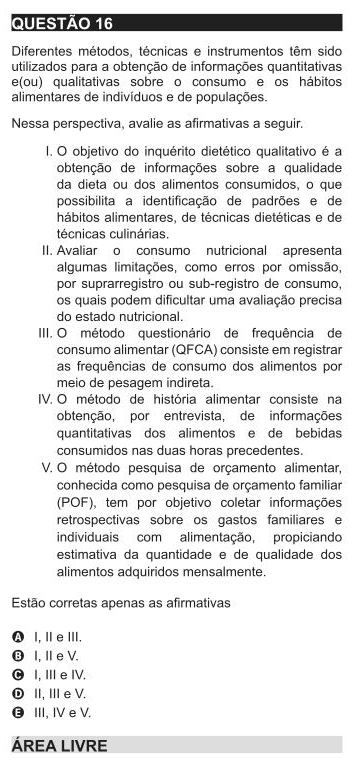 QUESTÃO 16
Diferentes métodos, técnicas e instrumentos têm sido
utilizados para a obtenção de informações quantitativas
e(ou) qualitativas sobre o consumo e os hábitos
alimentares de indivíduos e de populações.
Nessa perspectiva, avalie as afirmativas a seguir.
I. O objetivo do inquérito dietético qualitativo é a
obtenção de informações sobre a qualidade
da dieta ou dos alimentos consumidos, o que
possibilita a identificação de padrões e de
hábitos alimentares, de técnicas dietéticas e de
técnicas culinárias.
II. Avaliar o consumo nutricional apresenta
algumas limitações, como erros por omissão,
por suprarregistro ou sub-registro de consumo,
os quais podem dificultar uma avaliação precisa
do estado nutricional.
III. O método questionário de frequência de
consumo alimentar (QFCA) consiste em registrar
as frequências de consumo dos alimentos por
meio de pesagem indireta.
IV. O método de história alimentar consiste na
obtenção, por entrevista, de informações
quantitativas dos alimentos e de bebidas
consumidos nas duas horas precedentes.
V. O método pesquisa de orçamento alimentar,
conhecida como pesquisa de orçamento familiar
(POF), tem por objetivo coletar informações
retrospectivas sobre os gastos familiares e
individuais com alimentação, propiciando
estimativa da quantidade e de qualidade dos
alimentos adquiridos mensalmente.
Estão corretas apenas as afirmativas
A I, II e III.
B I, II e V.
C I, III e IV.
D II, III e V.
E III, IV e V.
ÁREA LIVRE